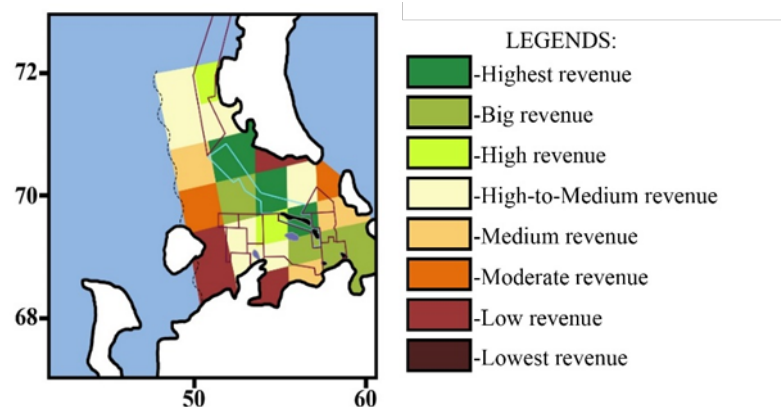 72
70
68
50
60
LEGENDS:
-Highest revenue
-Big revenue
-High revenue
-High-to-Medium revenue
-Medium revenue
-Moderate revenue
-Low revenue
-Lowest revenue